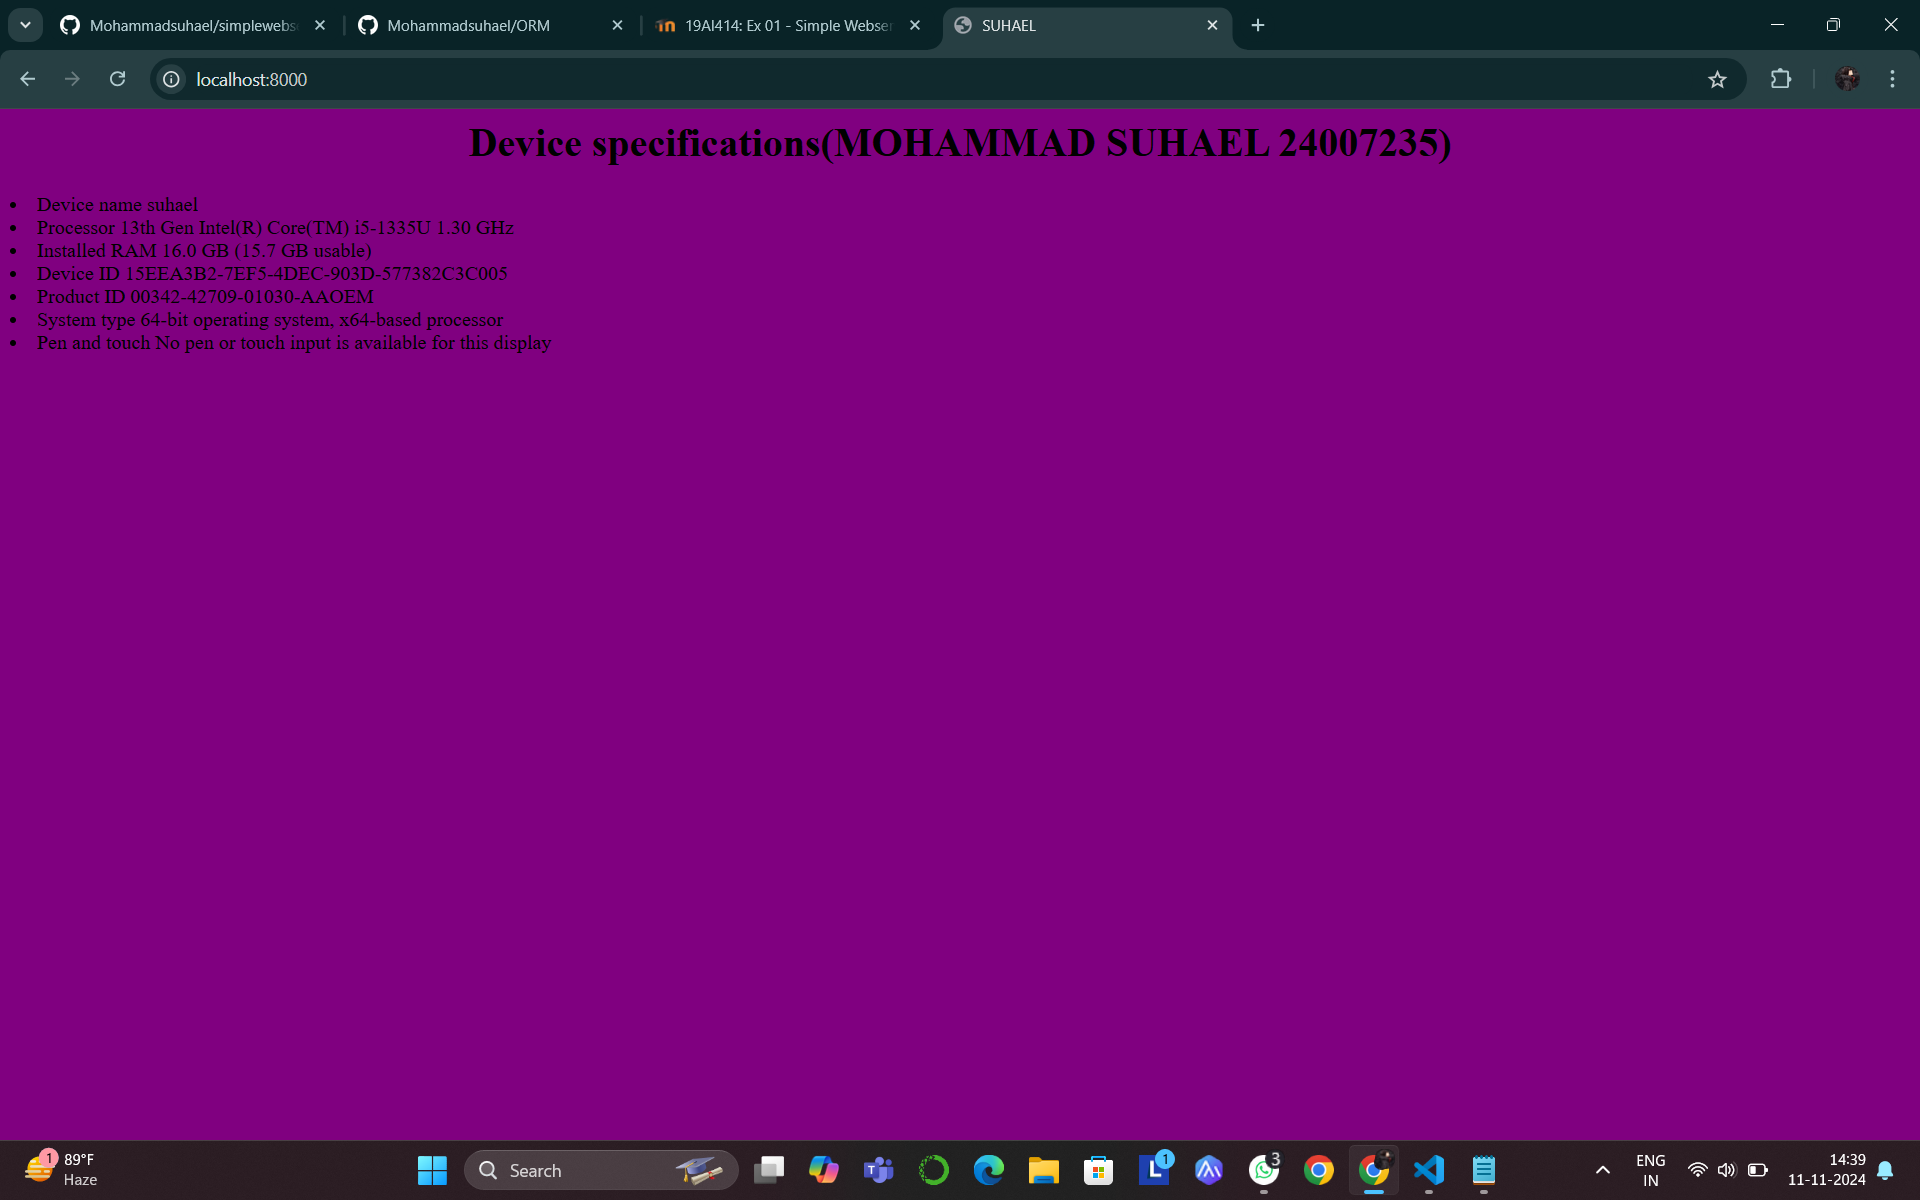 Mohammadsuhael/simplewebs
Mohammadsuhael/ORM
19AI414: Ex 01 - Simple Webser
SUHAEL
localhost:8000
Device specifications(MOHAMMAD SUHAEL 24007235)
Device name suhael
Processor 13th Gen Intel(R) Core(TM) i5-1335U 1.30 GHz
Installed RAM 16.0 GB (15.7 GB usable)
Device ID 15EEA3B2-7EF5-4DEC-903D-577382C3C005
Product ID 00342-42709-01030-AAOEM
System type 64-bit operating system, x64-based processor
Pen and touch No pen or touch input is available for this display
1
89°F
Haze
Search
T
L
1
3
ENG
IN
14:39
11-11-2024